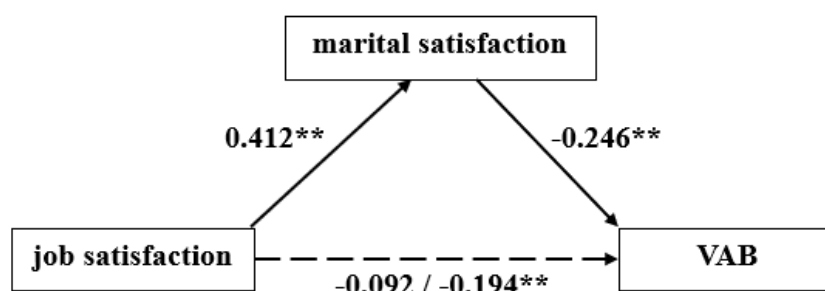 marital satisfaction
0.412**
-0.246**
job satisfaction
VAB
-0.092 / -0.194**